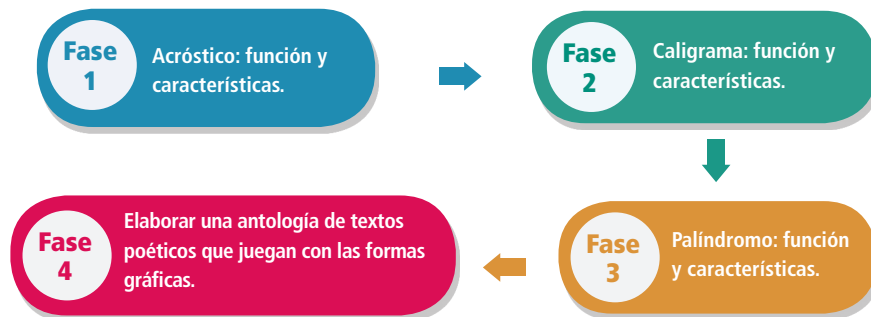 Fase
1
Acróstico: función y
características.
Fase
2
Caligrama: función y
características.
Fase
3
Palíndromo: función
y características.
Fase
4
Elaborar una antología de textos
poéticos que juegan con las formas
gráficas.